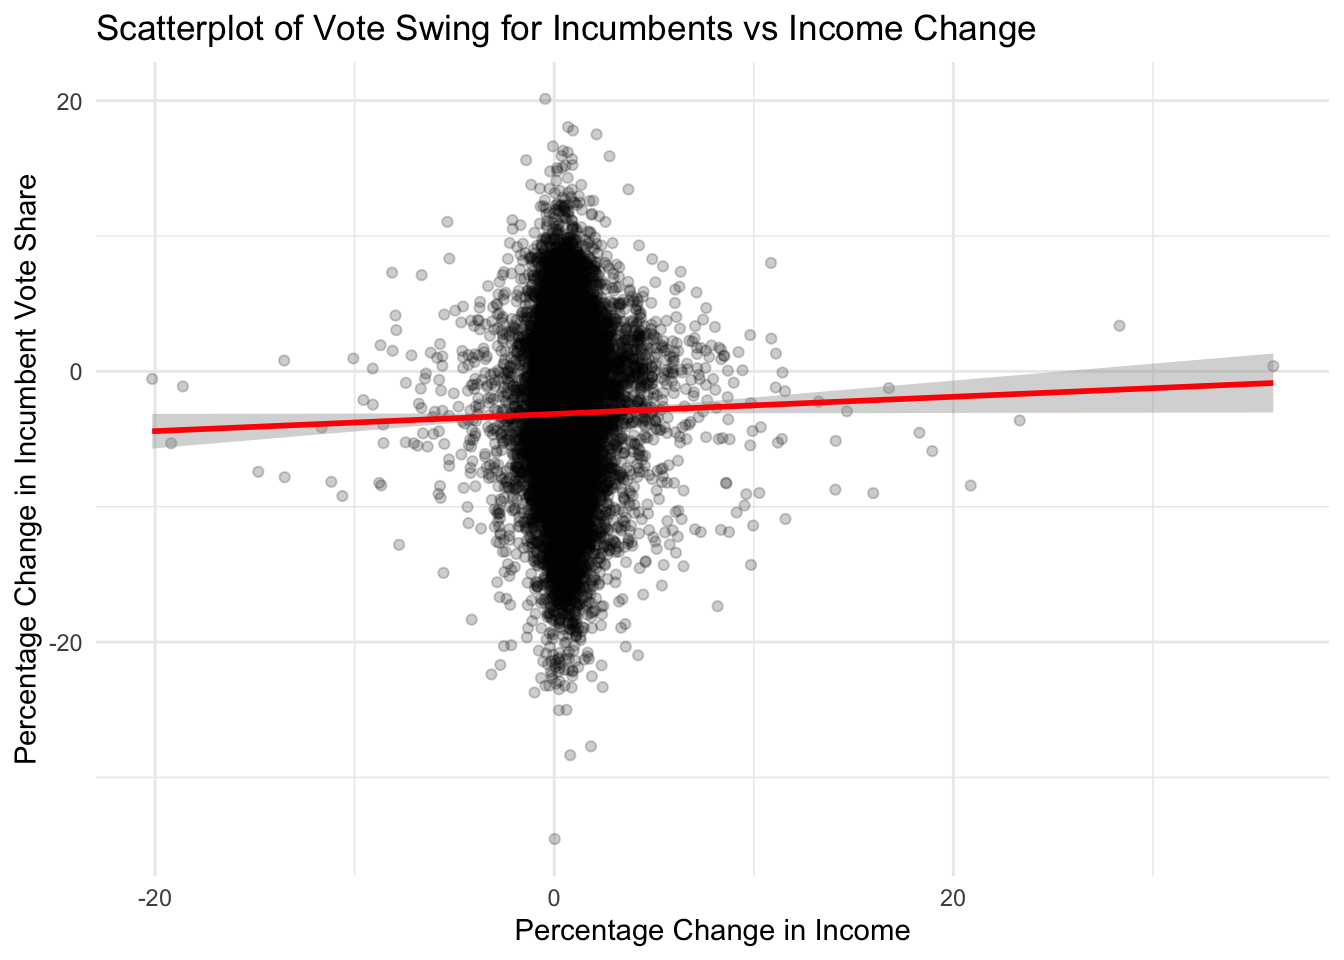 Scatterplot of Vote Swing for Incumbents vs Income Change
Percentage Change in Incumbent Vote Share
20
0
-20
-20
0
20
Percentage Change in Income